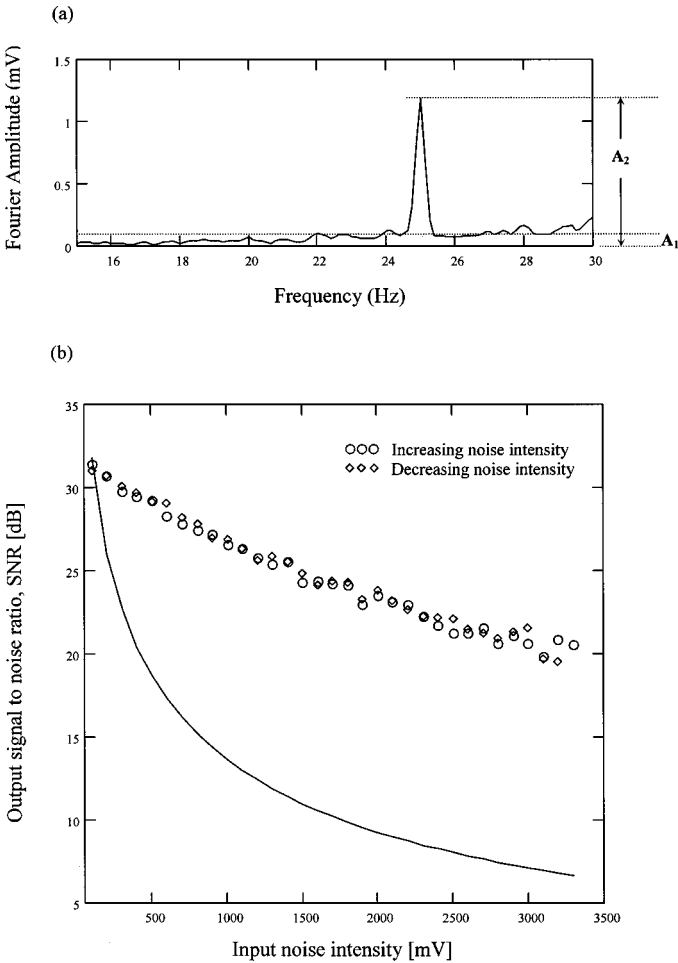 (a)
Fourier Amplitude (mV)
1.5
1
0.5
0
16 18 20 22 24 26 28 30
Frequency (Hz)
A2
A1
(b)
Output signal to noise ratio, SNR [dB]
35
30
25
20
15
10
5
Increasing noise intensity
Decreasing noise intensity
500 1000 1500 2000 2500 3000 3500
Input noise intensity [mV]